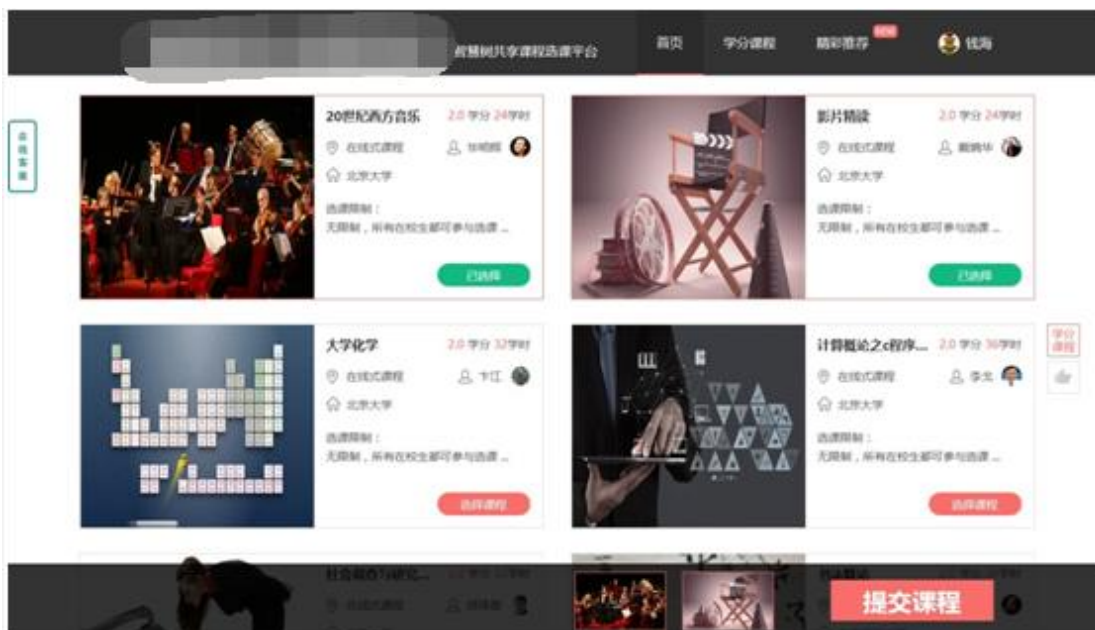 智慧树共享课程选课平台
首页
学分课程
精彩推荐
钱海
在线客服
20世纪西方音乐
2.0 学分 24学时
在线式课程
北京大学
选课限制：
无限制，所有在校生都可参与选课 ...
已选择
影片精读
2.0 学分 24学时
在线式课程
戴锦华
北京大学
选课限制：
无限制，所有在校生都可参与选课 ...
已选择
大学化学
2.0 学分 32学时
在线式课程
卞江
北京大学
选课限制：
无限制，所有在校生都可参与选课 ...
选择课程
计算概论之c程序...
2.0 学分 36学时
在线式课程
李戈
北京大学
选课限制：
无限制，所有在校生都可参与选课 ...
选择课程
学分
课程
提交课程